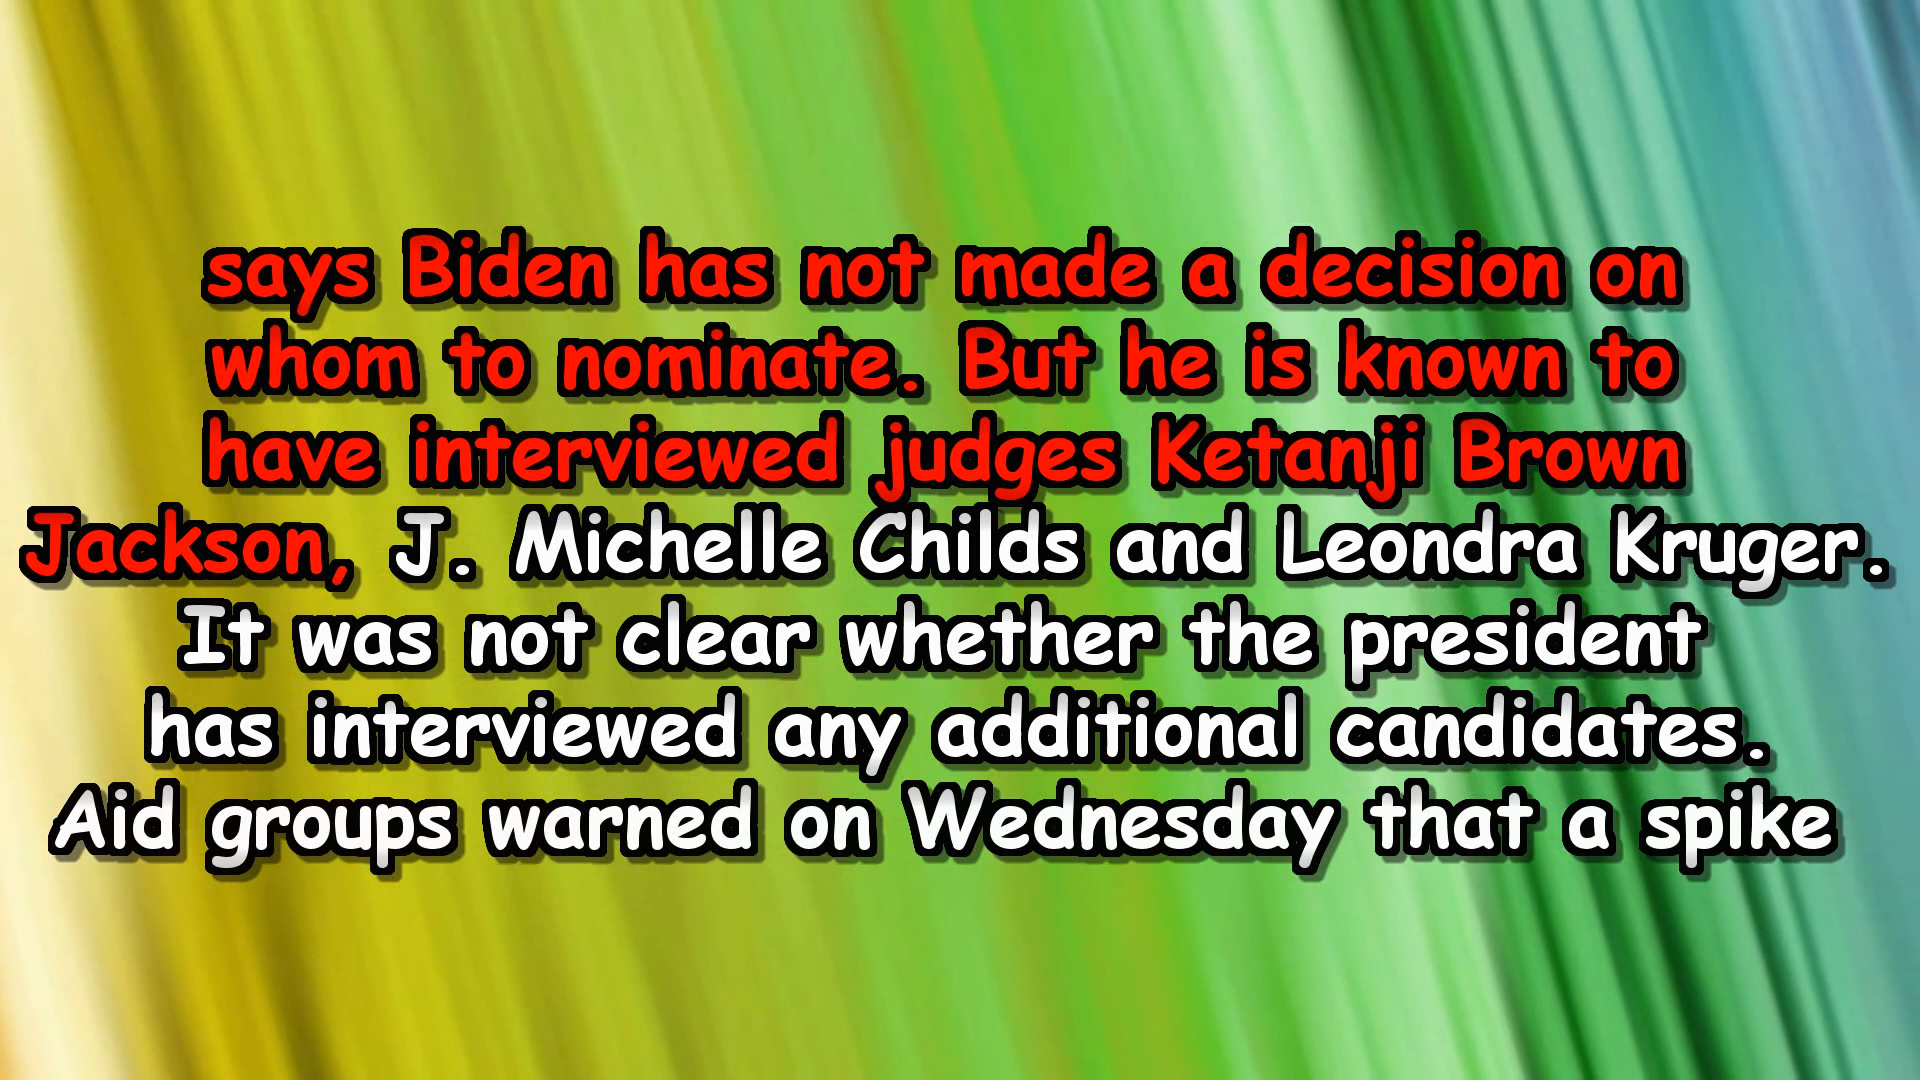 says Biden has not made a decision on
whom to nominate. But he is known to
have interviewed judges Ketanji Brown
Jackson, J. Michelle Childs and Leondra Kruger.
It was not clear whether the president
has interviewed any additional candidates.
Aid groups warned on Wednesday that a spike